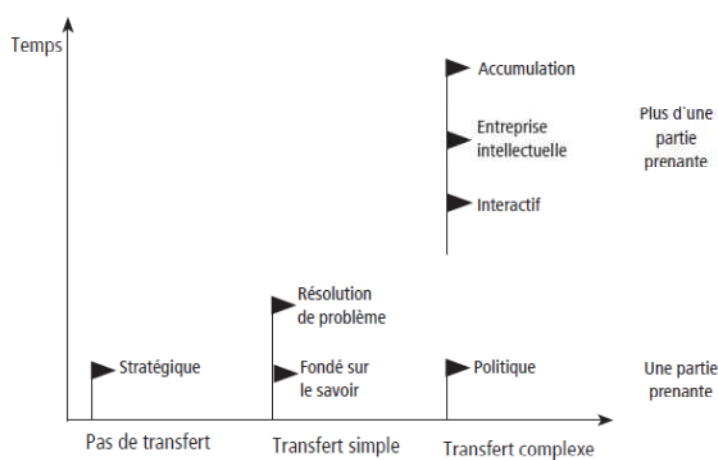 Temps
Accumulation
Plus d'une
partie
prenante
Entreprise
intellectuelle
Interactif
Résolution
de problème
Stratégique
Fondé sur
le savoir
Politique
Une partie
prenante
Pas de transfert
Transfert simple
Transfert complexe